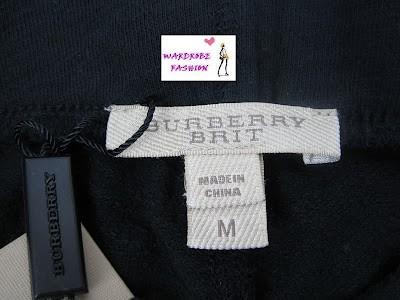 WARDROBE
FASHION
BURBERRY
BRIT
MADE IN
CHINA
M
BURBERRY